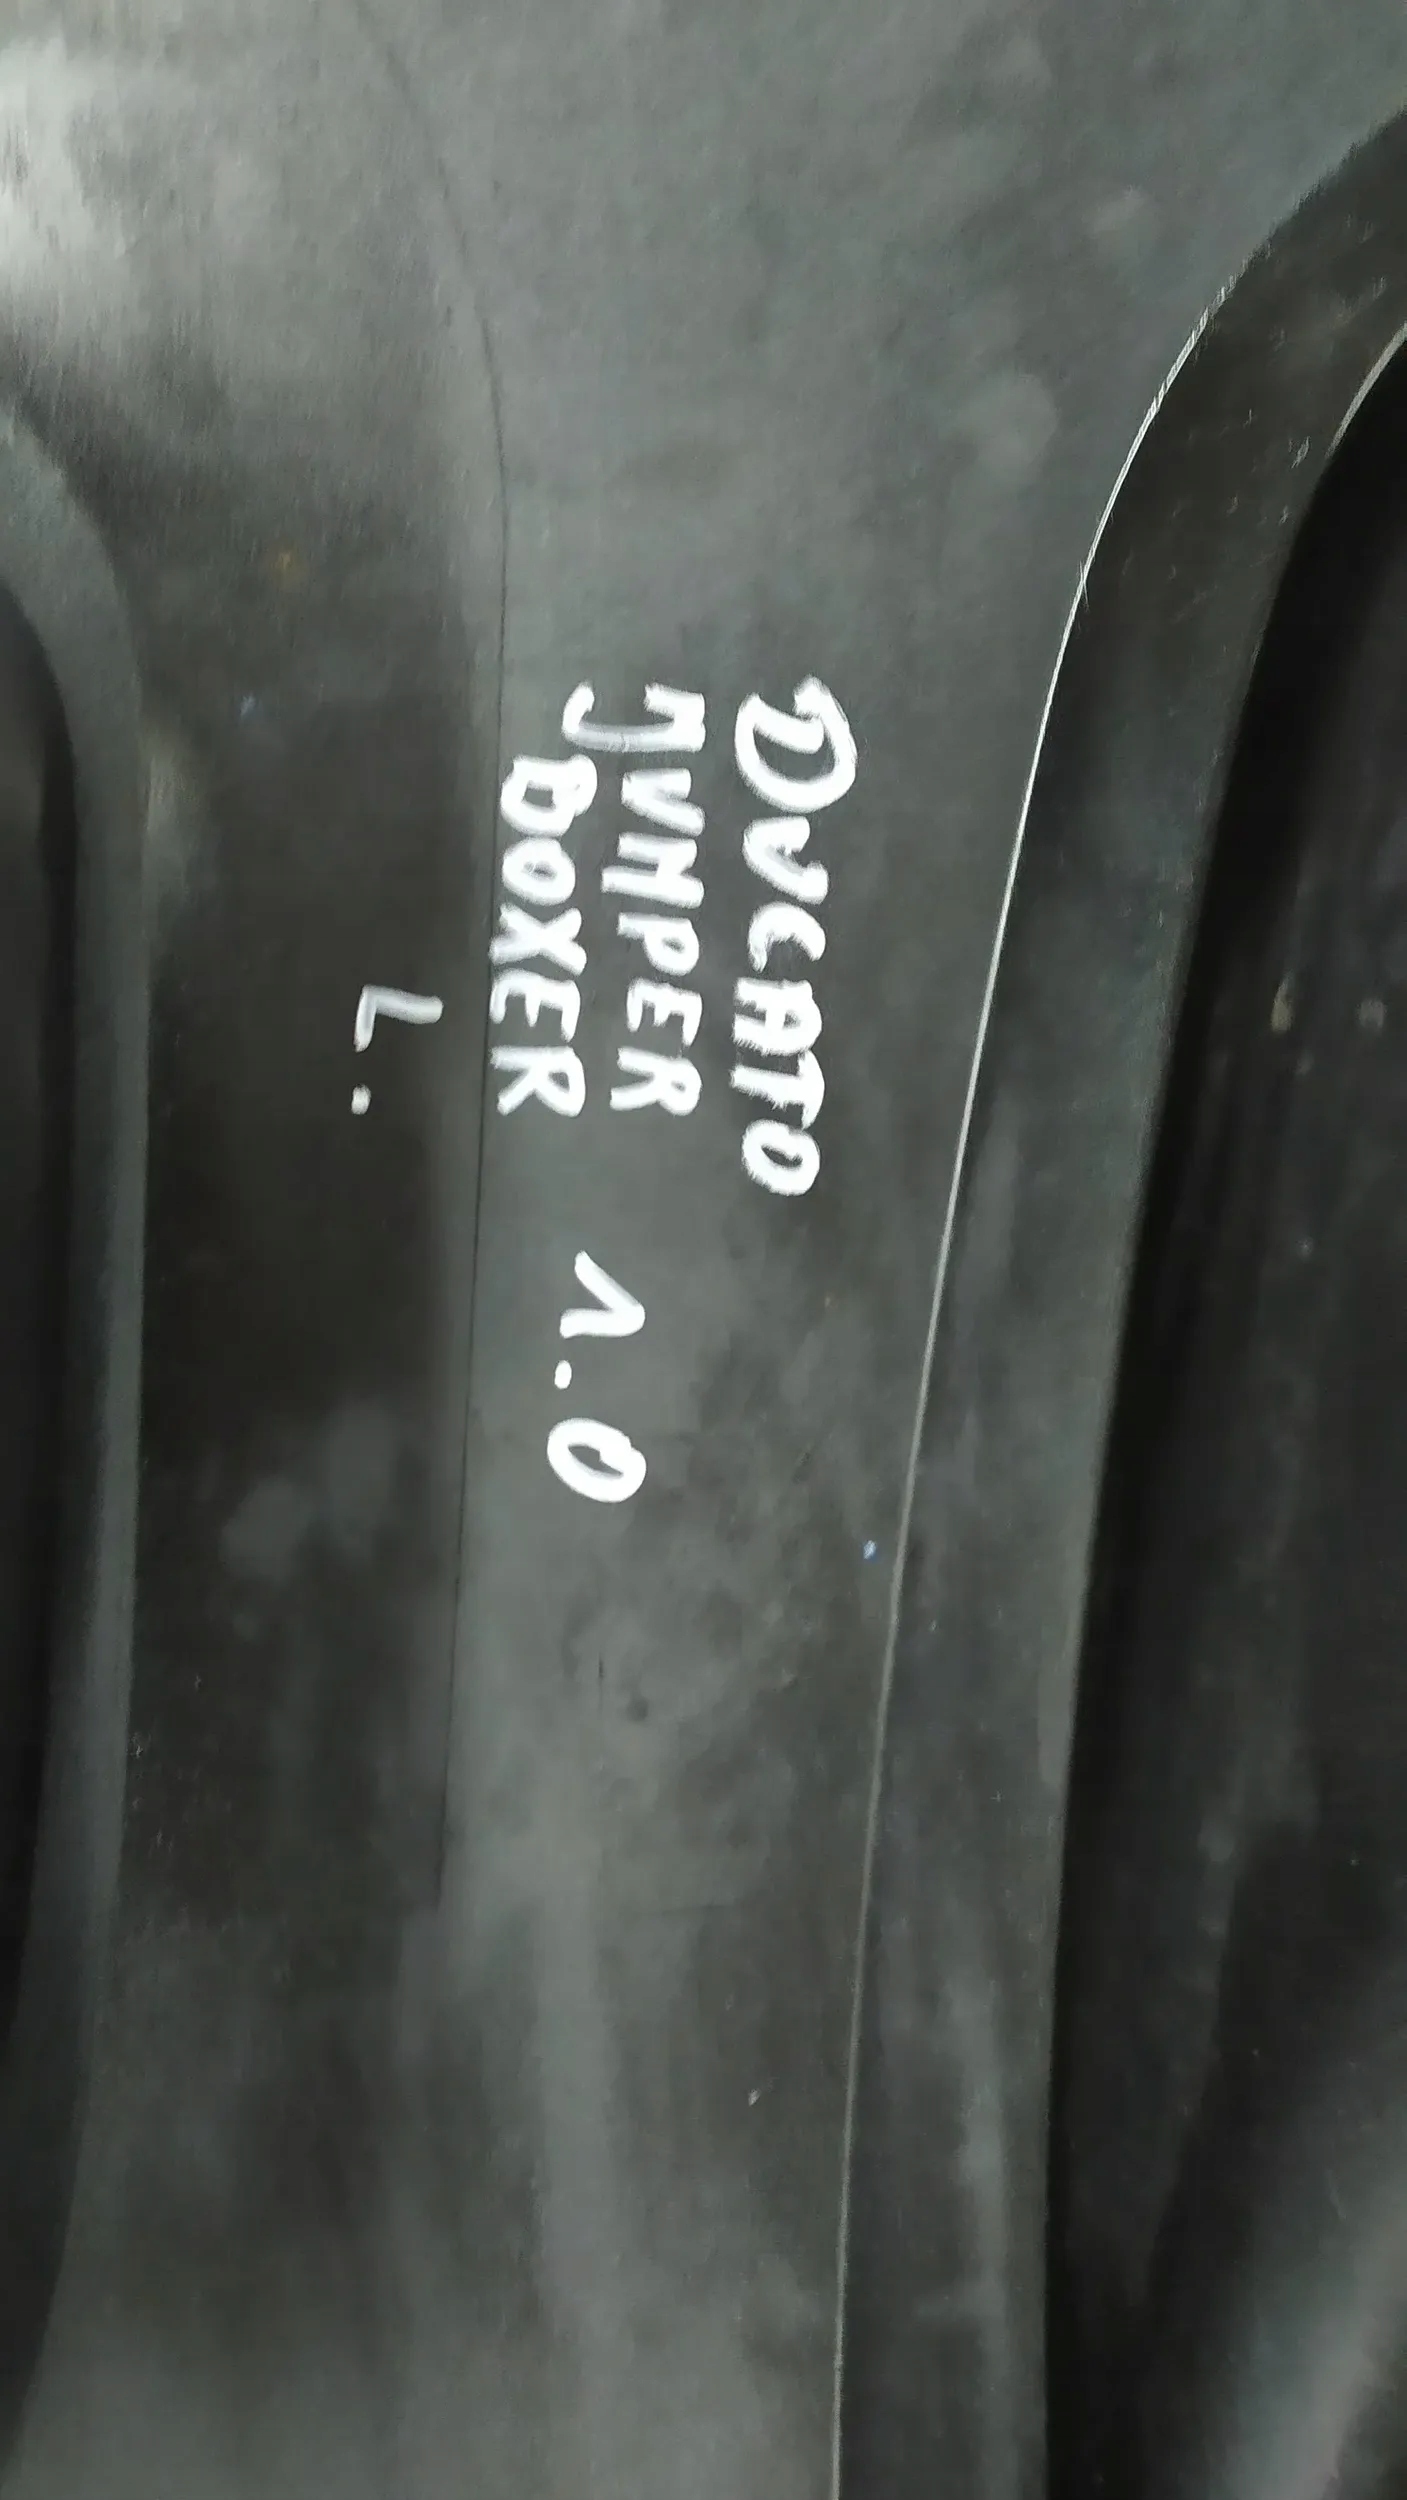 DUCATO
JUMPER
BOXER 1.0
L.